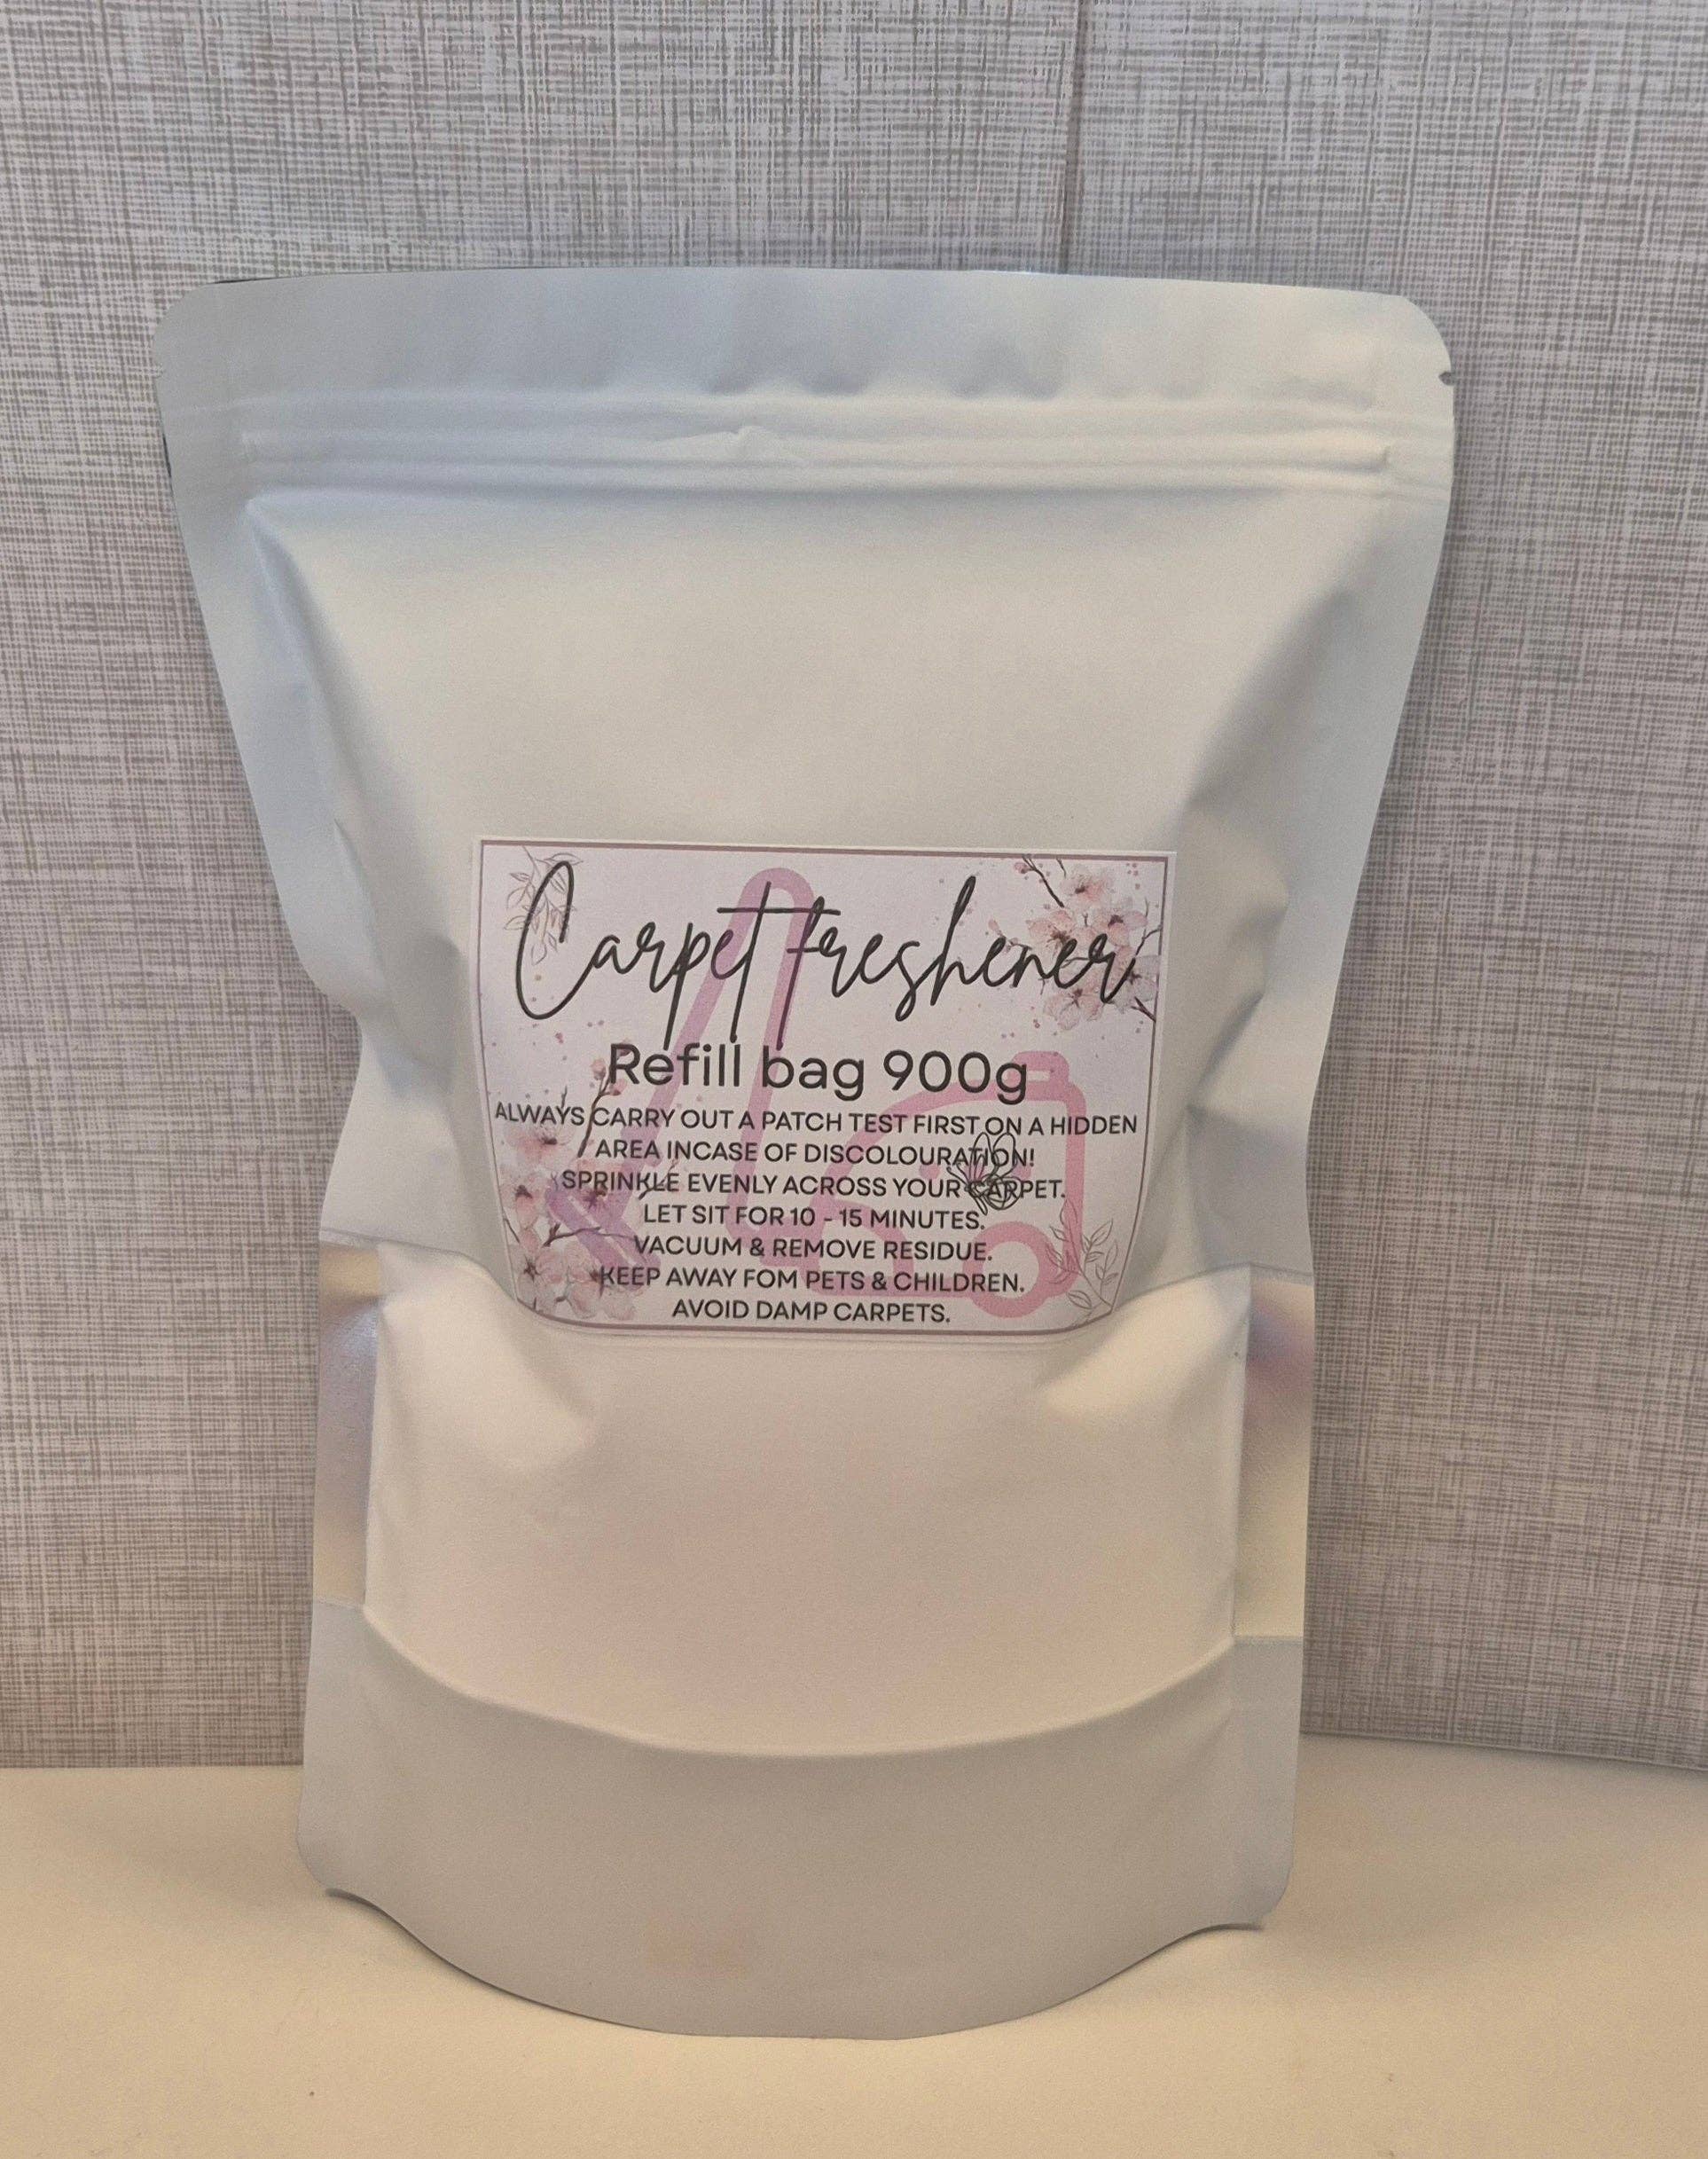 Carpet freshener
Refill bag 900g
ALWAYS CARRY OUT A PATCH TEST FIRST ON A HIDDEN
AREA INCASE OF DISCOLOURATION!
SPRINKLE EVENLY ACROSS YOUR CARPET.
LET SIT FOR 10 - 15 MINUTES.
VACUUM & REMOVE RESIDUE.
KEEP AWAY FOM PETS & CHILDREN.
AVOID DAMP CARPETS.